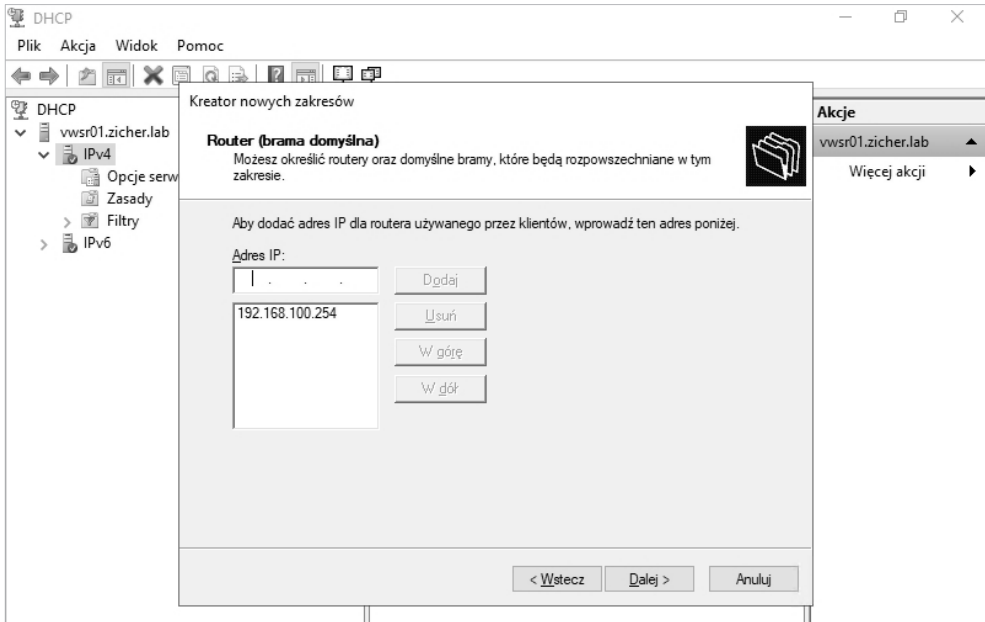 DHCP
Plik Akcja Widok Pomoc
DHCP
vwsr01.zicher.lab
IPv4
Opcje serw
Zasady
Filtry
IPv6
Kreator nowych zakresów
Router (brama domyślna)
Możesz określić routery oraz domyślne bramy, które będą rozpowszechniane w tym
zakresie.
Aby dodać adres IP dla routera używanego przez klientów, wprowadź ten adres poniżej.
Adres IP:
. . .
Dodaj
192.168.100.254
Usuń
W górę
W dół
< Wstecz Dalej > Anuluj
Akcje
vwsr01.zicher.lab
Więcej akcji